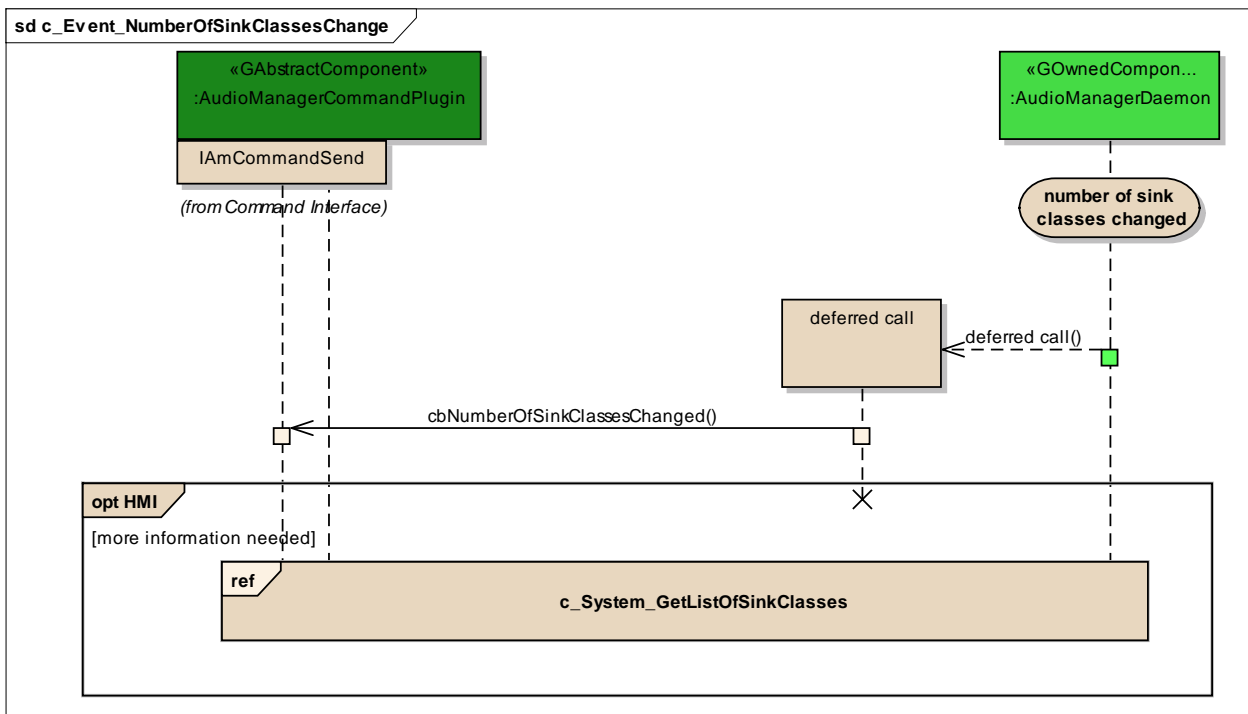 sd c_Event_NumberOfSinkClassesChange
«GAbstractComponent»
:AudioManagerCommandPlugin
«GOwnedCompon...
:AudioManagerDaemon
IAmCommandSend
(from Command Interface)
number of sink
classes changed
deferred call
deferred call()
cbNumberOfSinkClassesChanged()
opt HMI
[more information needed]
ref
c_System_GetListOfSinkClasses